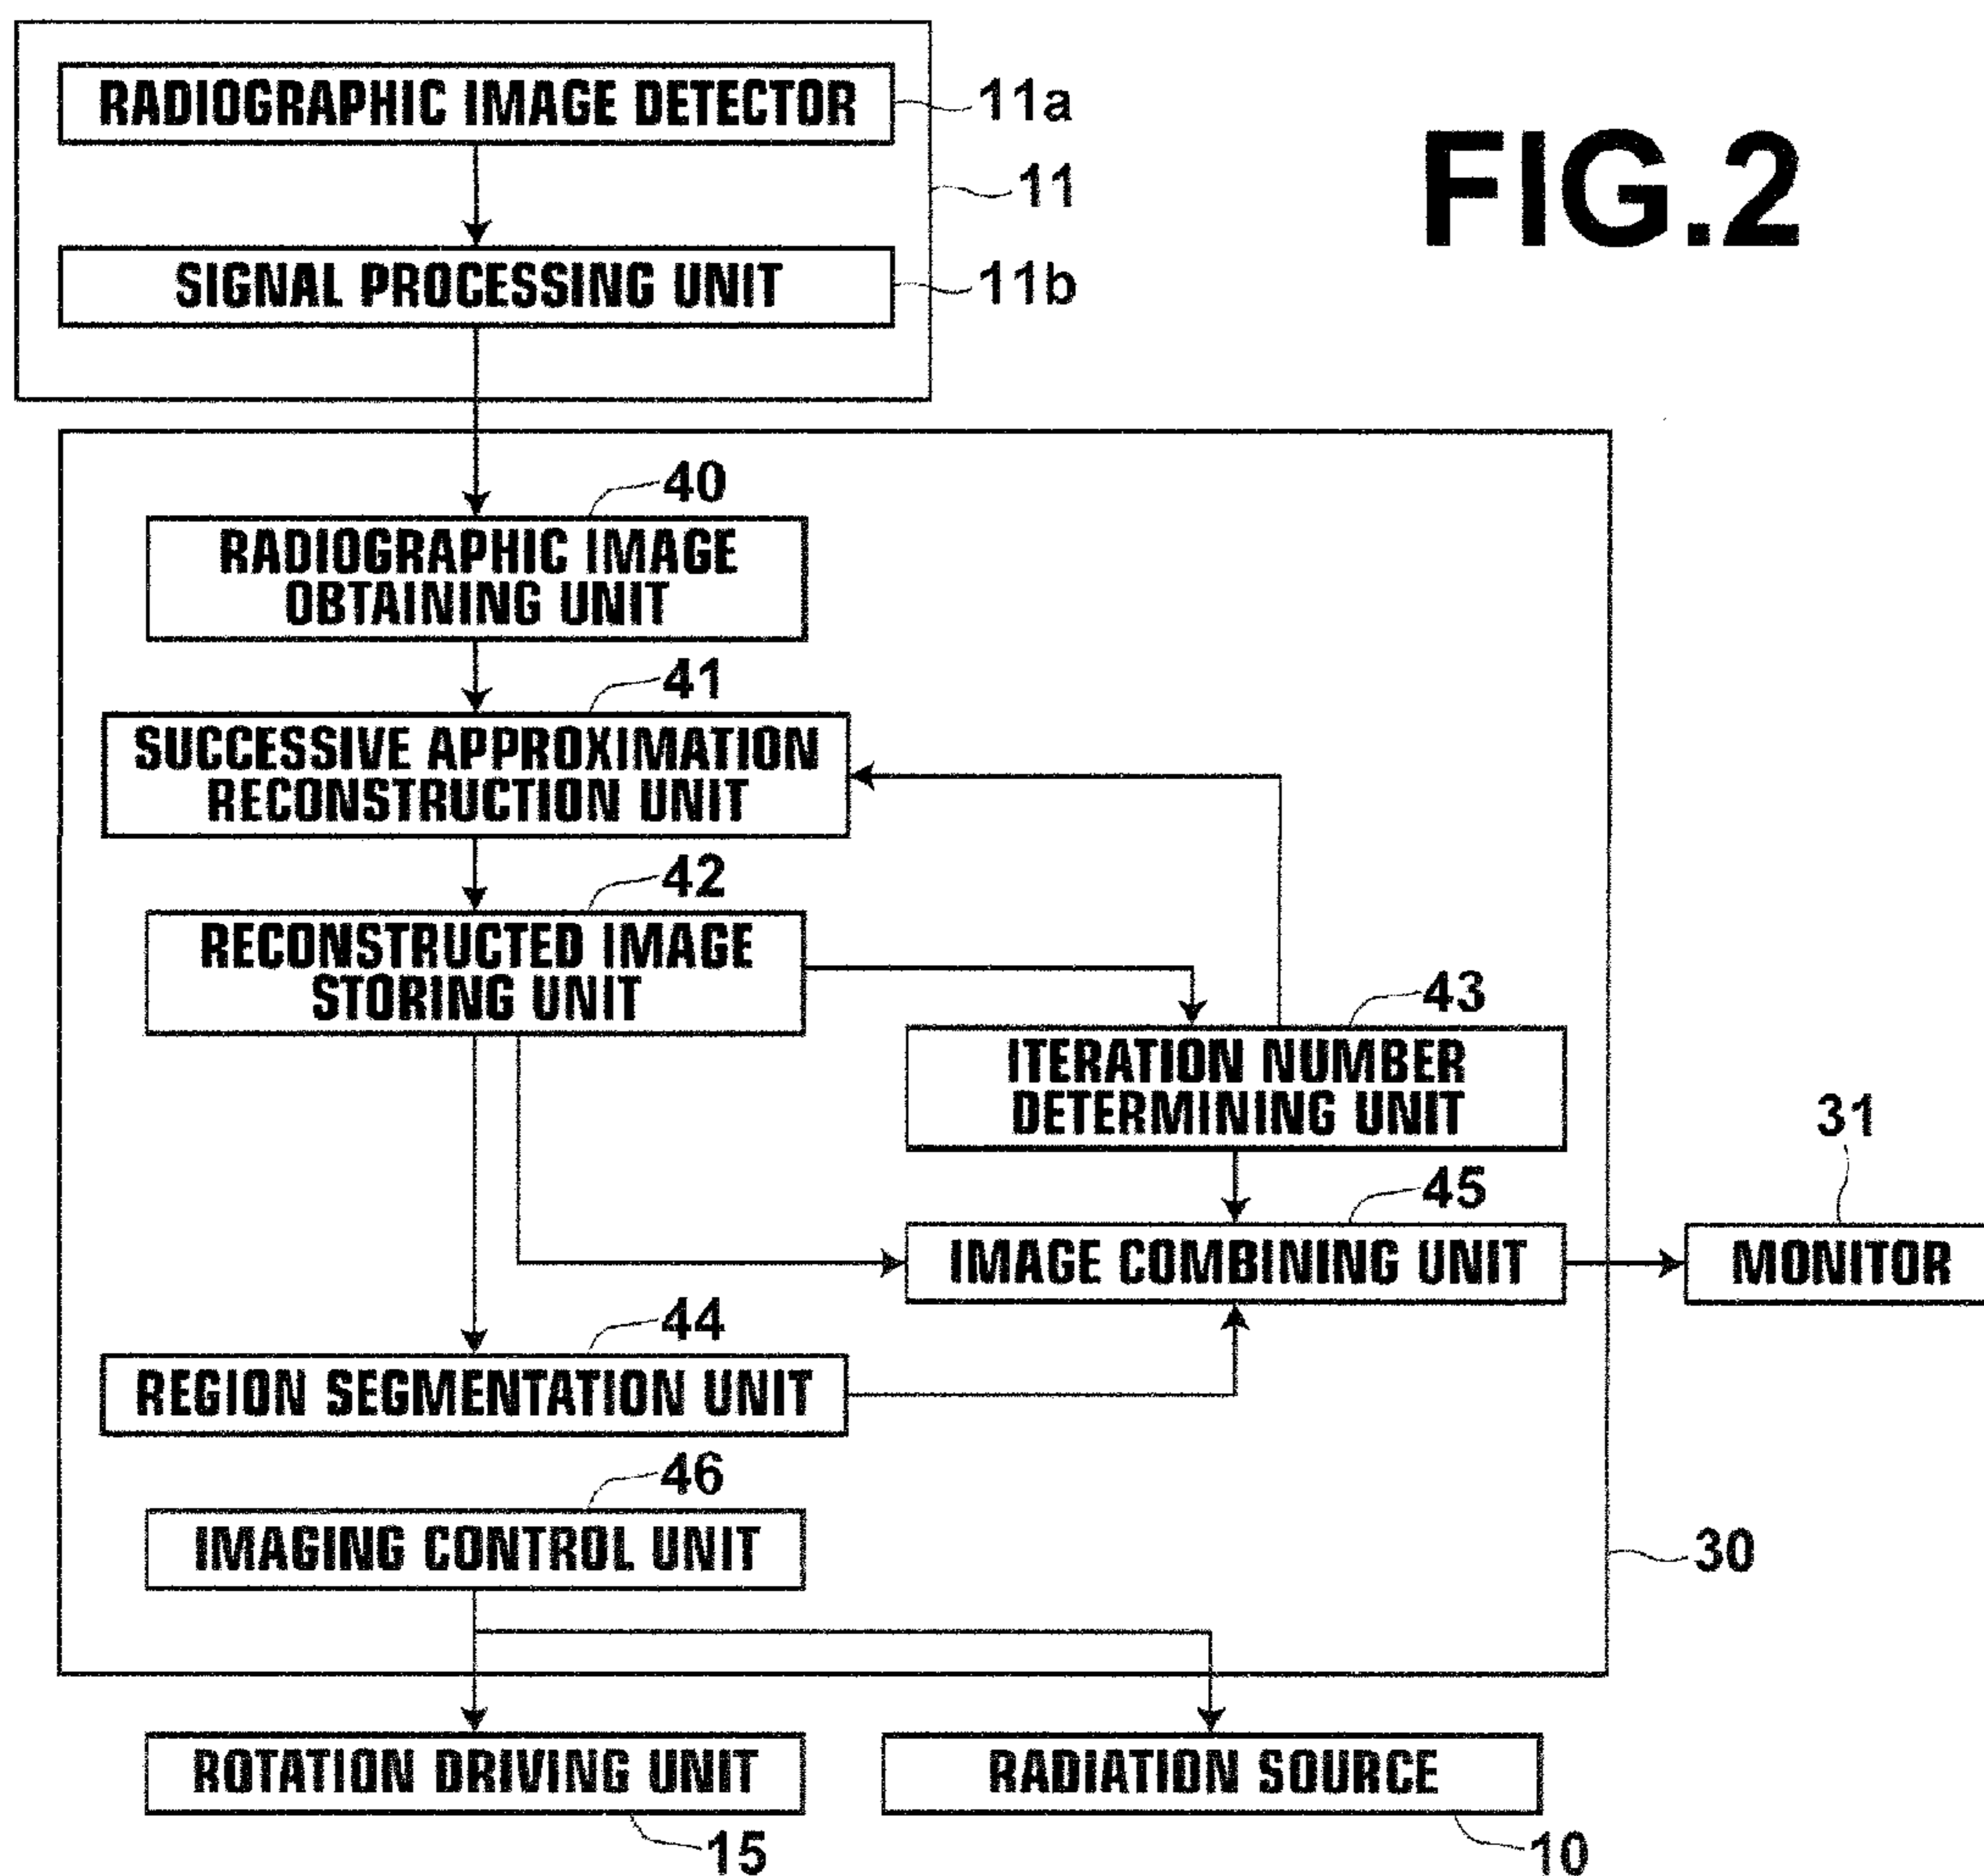 FIG.2
RADIOGRAPHIC IMAGE DETECTOR
11a
11
SIGNAL PROCESSING UNIT
11b
40
RADIOGRAPHIC IMAGE
OBTAINING UNIT
41
SUCCESSIVE APPROXIMATION
RECONSTRUCTION UNIT
42
RECONSTRUCTED IMAGE
STORING UNIT
43
ITERATION NUMBER
DETERMINING UNIT
31
45
IMAGE COMBINING UNIT
MONITOR
44
REGION SEGMENTATION UNIT
46
IMAGING CONTROL UNIT
30
ROTATION DRIVING UNIT
RADIATION SOURCE
15
10